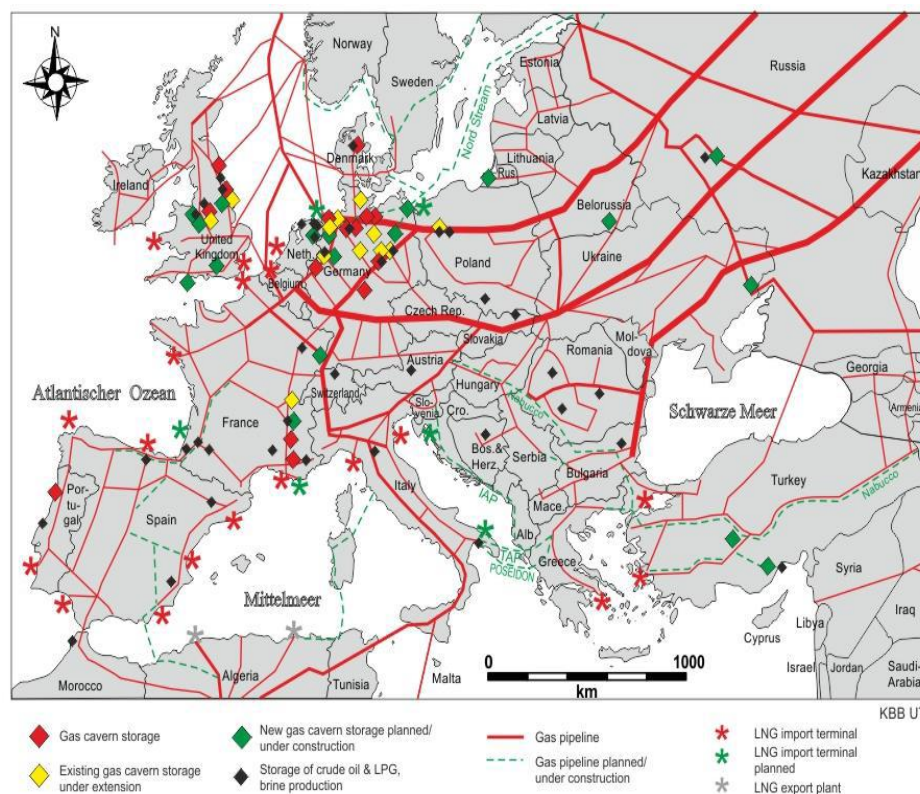 N
Norway
Sweden
Estonia
Russia
Latvia
Lithuania
Rus.
Nord Stream
Denmark
Ireland
United
Kingdom
Neth.
Belgium
Germany
Poland
Belorussia
Ukraine
Kazakhstan
Czech Rep.
Slovakia
Austria
Switzerland
Hungary
Romania
Mol-
dova
Slo-
venia
Cro.
Bos.&
Herz.
Serbia
Bulgaria
Mace.
Alb.
Greece
Nabucco
Georgia
Armenia
Atlantischer Ozean
Schwarze Meer
France
Italy
IAP
TAP
POSEIDON
Turkey
Nabucco
Por-
tugal
Spain
Mittelmeer
Syria
Iraq
Cyprus
Libya
Israel
Jordan
Saudi-
Arabia
Morocco
Algeria
Tunisia
Malta
0 1000
km
KBB U
Gas cavern storage
Existing gas cavern storage
under extension
New gas cavern storage planned/
under construction
Storage of crude oil & LPG,
brine production
Gas pipeline
Gas pipeline planned/
under construction
LNG import terminal
LNG import terminal
planned
LNG export plant